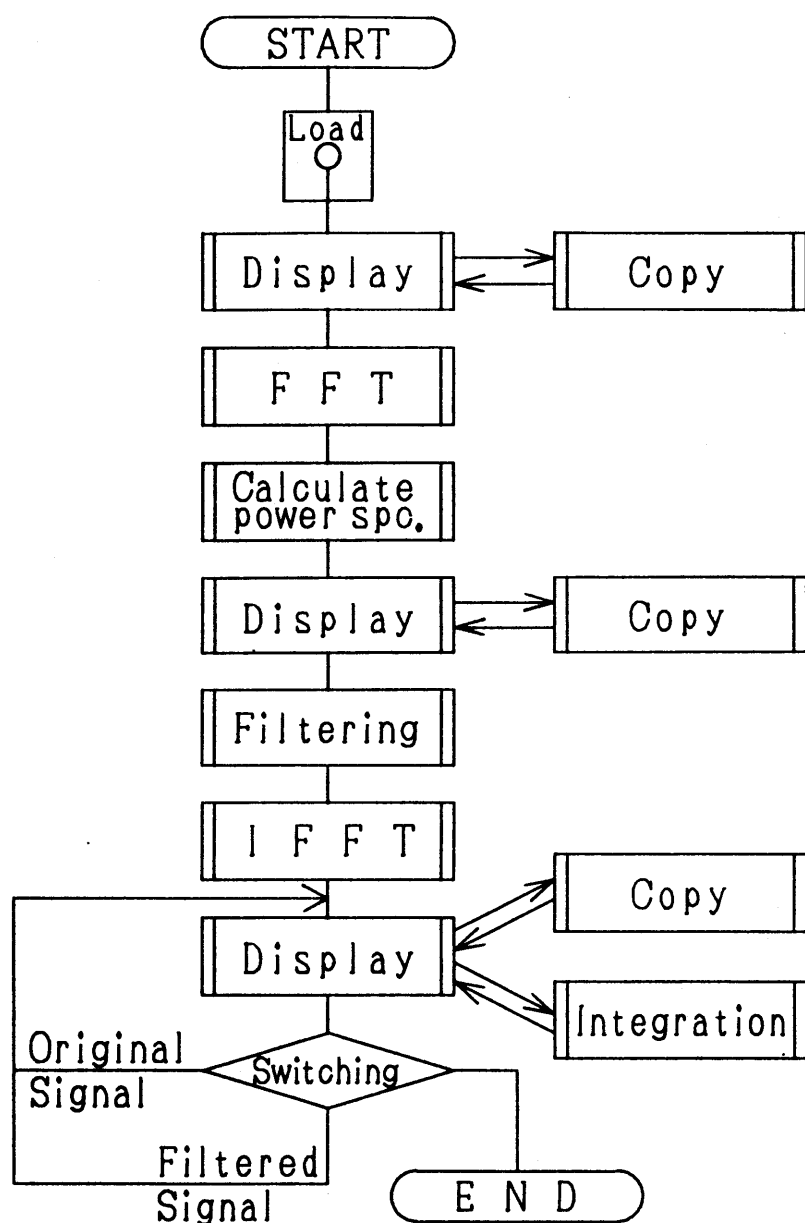 START
Load
Display
Copy
F F T
Calculate
power spc.
Display
Copy
Filtering
I F F T
Copy
Display
Integration
Original
Signal
Switching
Filtered
Signal
E N D